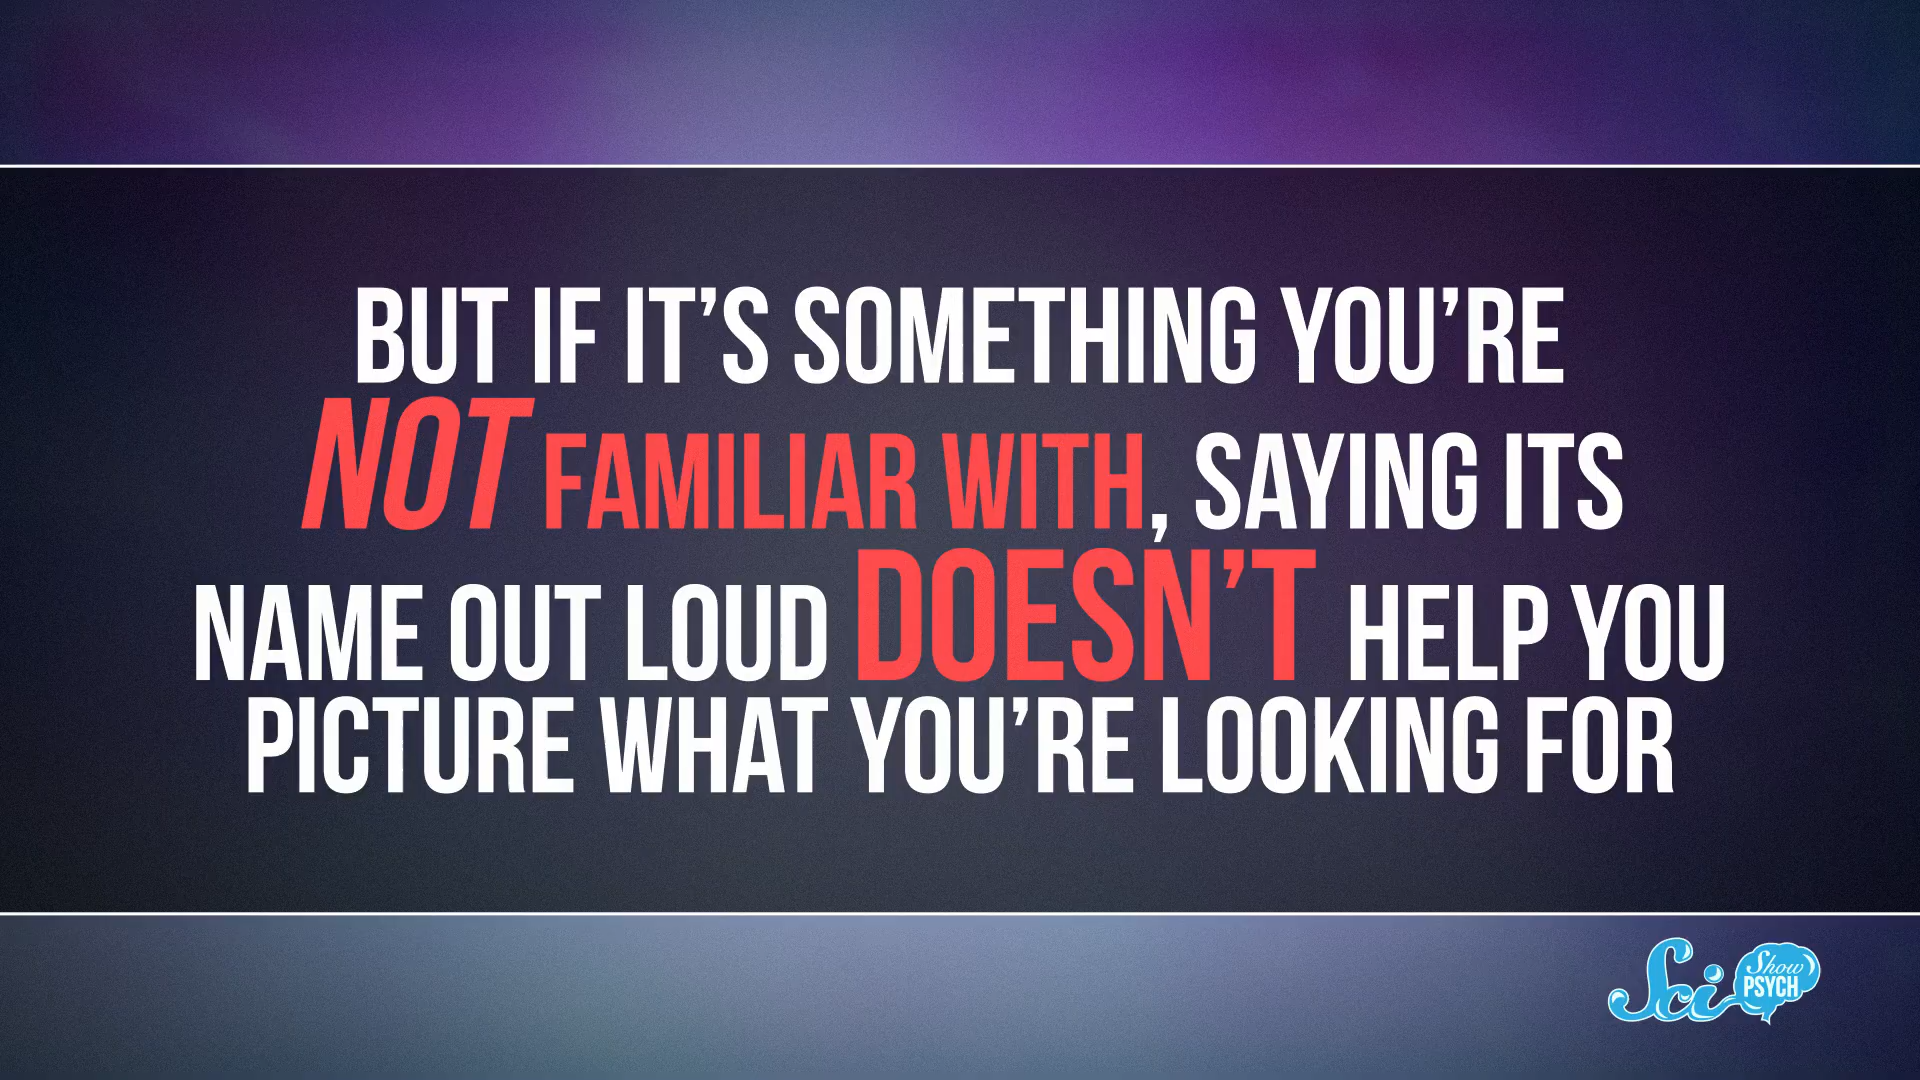 BUT IF IT’S SOMETHING YOU’RE
NOT FAMILIAR WITH, SAYING ITS
NAME OUT LOUD DOESN’T HELP YOU
PICTURE WHAT YOU’RE LOOKING FOR
Sci Show
PSYCH